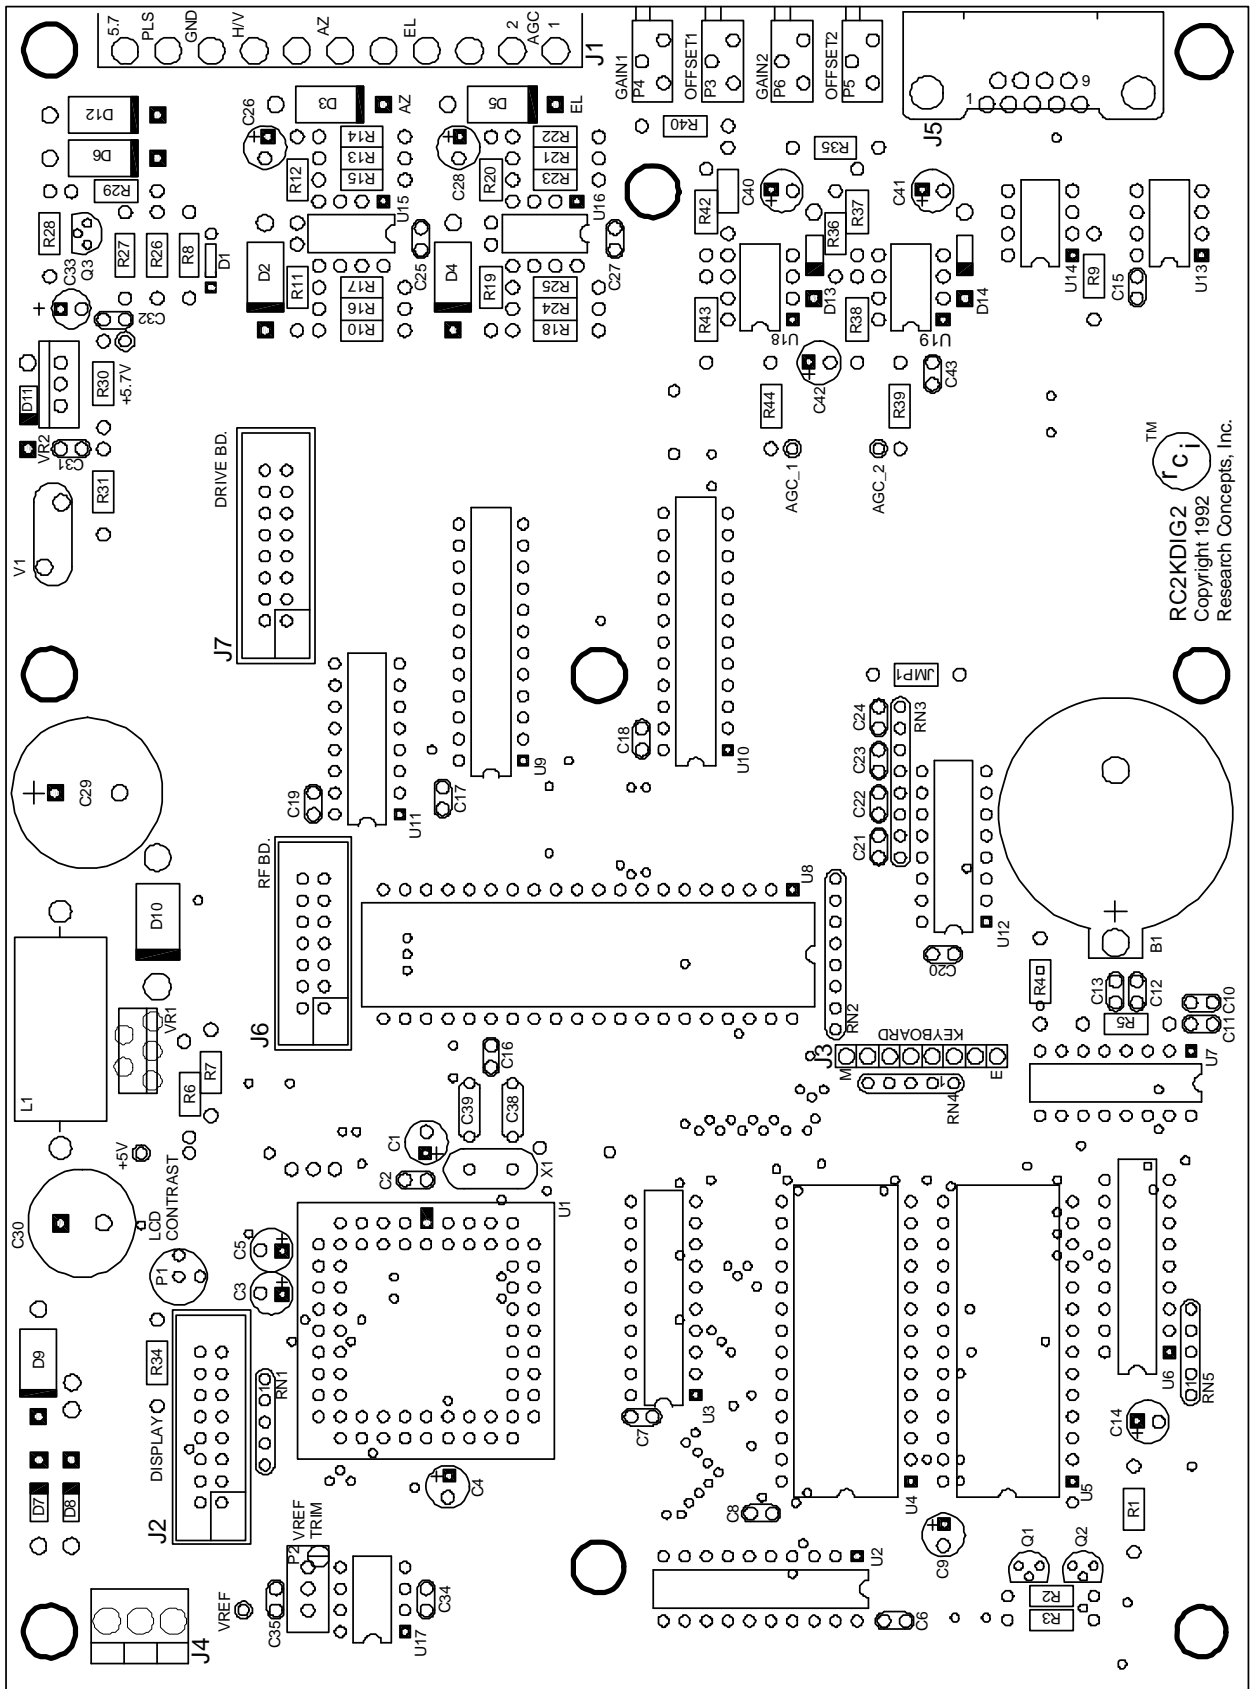 5.7
PLS
GND
H/V
AZ
EL
2
AGC
1
J1
GAIN1
P4
OFFSET1
P3
GAIN2
P6
OFFSET2
P5
1
6
J5
D12
D6
R29
R28
Q3
C33
C32
R27
R26
R8
D1
C26
D3
AZ
R14
R13
R15
R12
U15
C25
D2
R11
R17
R16
R10
C28
D5
EL
R22
R21
R23
R20
U16
C27
D4
R19
R25
R24
R18
R40
R35
R42
C40
R36
R37
C41
R43
U18
D13
R38
U19
D14
C42
C43
R44
R39
AGC_1
AGC_2
U14
R9
C15
U13
D11
VR2
C31
R30
+5.7V
R31
V1
DRIVE BD.
J7
TM
rci
RC2KDIG2
Copyright 1992
Research Concepts, Inc.
C29
C19
U11
C17
U9
C18
U10
JMP1
C24
C23
C22
C21
RN3
U12
C20
B1
L1
D10
VR1
R6
R7
+5V
RF BD.
J6
U8
RN2
J3
M
KEYBOARD
E
RN4
1
R4
C13
C12
R5
C10
C11
U7
C16
C39
C38
C1
C2
X1
U1
C30
LCD
CONTRAST
P1
C5
C3
D9
R34
DISPLAY
J2
RN1
1
D7
D8
C4
VREF
TRIM
P2
VREF
C35
C34
U17
J4
U3
C7
U4
C8
U5
U6
RN5
1
C14
U2
C6
C9
Q1
Q2
R2
R3
R1